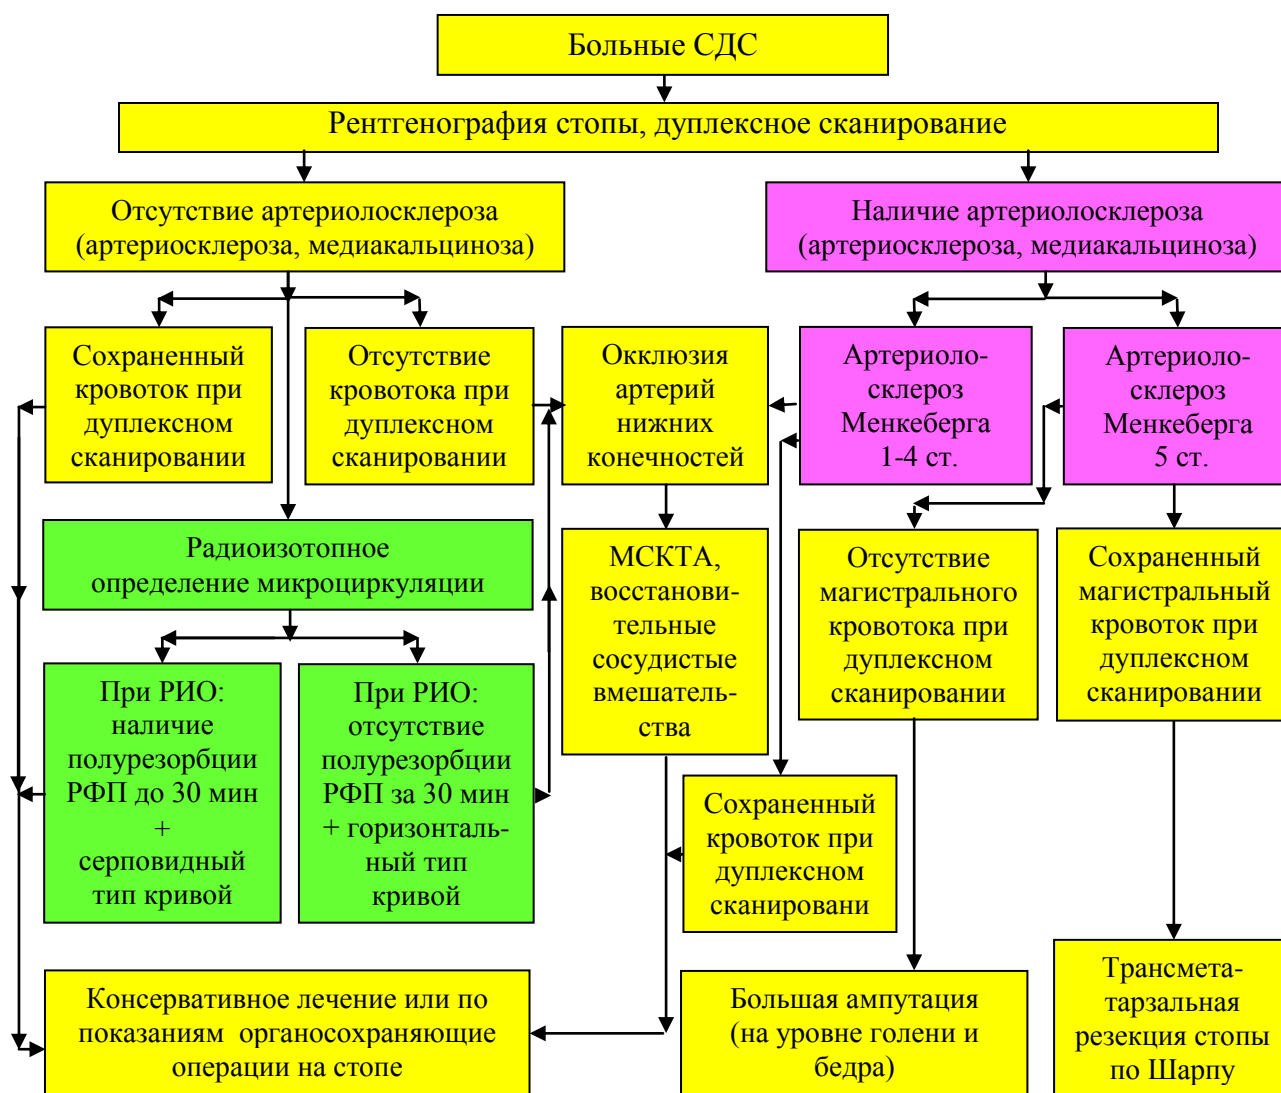 Больные СДС
Рентгенография стопы, дуплексное сканирование
Отсутствие артериолосклероза
(артериосклероза, медиакальциноза)
Наличие артериолосклероза
(артериосклероза, медиакальциноза)
Сохраненный
кровоток при
дуплексном
сканировании
Отсутствие
кровотока при
дуплексном
сканировании
Окклюзия
артерий
нижних
конечностей
Артериоло-
склероз
Менкеберга
1-4 ст.
Артериоло-
склероз
Менкеберга
5 ст.
Радиоизотопное
определение микроциркуляции
МСКТА,
восстанови-
тельные
сосудистые
вмешатель-
ства
Отсутствие
магистрального
кровотока при
дуплексном
сканировании
Сохраненный
магистральный
кровоток при
дуплексном
сканировании
При РИО:
наличие
полурезорбции
РФП до 30 мин
+
серповидный
тип кривой
При РИО:
отсутствие
полурезорбции
РФП за 30 мин
+ горизонталь-
ный тип
кривой
Сохраненный
кровоток при
дуплексном
сканировани
Консервативное лечение или по
показаниям органосохраняющие
операции на стопе
Большая ампутация
(на уровне голени и
бедра)
Трансмета-
тарзальная
резекция стопы
по Шарпу